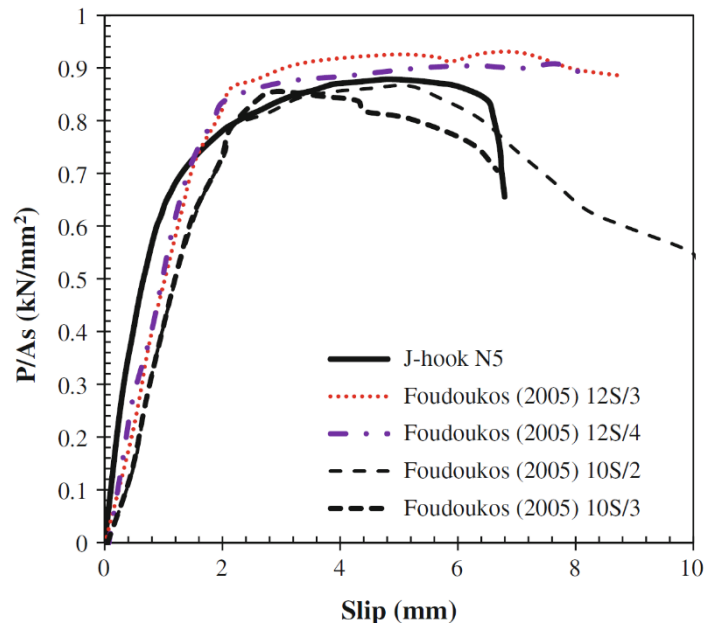 1
0.9
0.8
0.7
0.6
0.5
0.4
0.3
0.2
0.1
0
P/As (kN/mm²)
J-hook N5
Foudoukos (2005) 12S/3
Foudoukos (2005) 12S/4
Foudoukos (2005) 10S/2
Foudoukos (2005) 10S/3
0 2 4 6 8 10
Slip (mm)